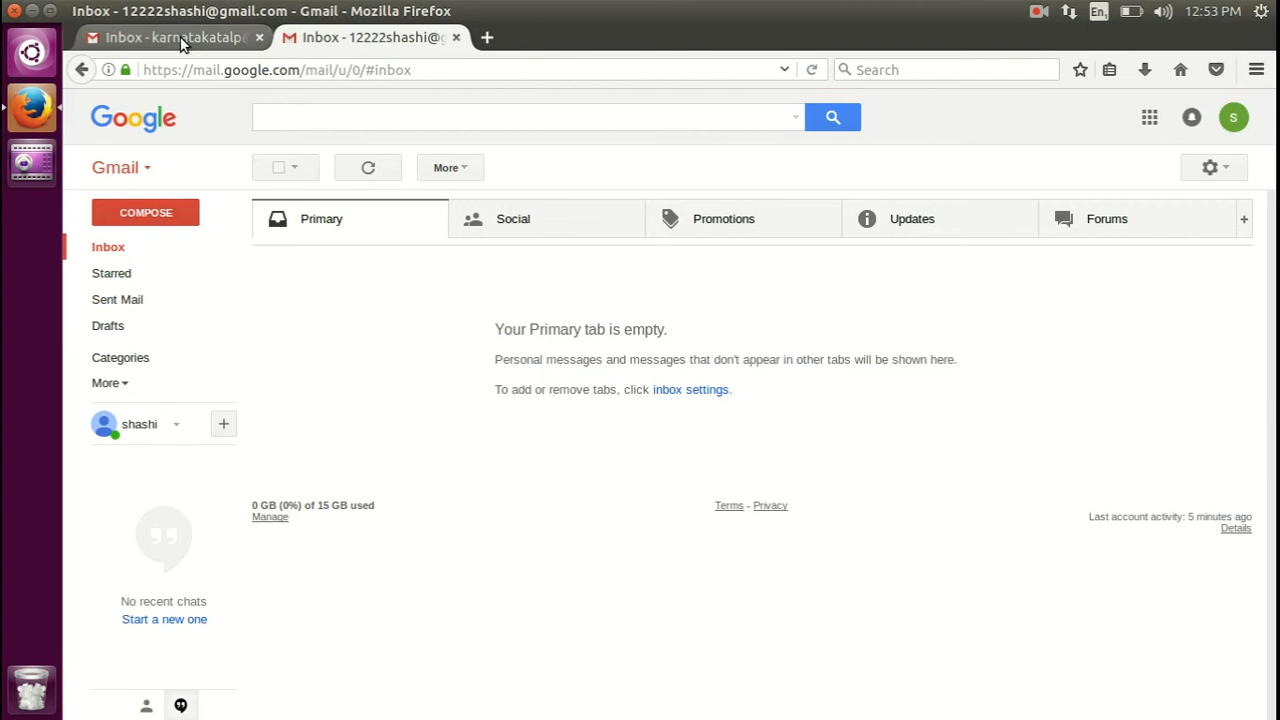 Inbox - 12222shashi@gmail.com - Gmail - Mozilla Firefox
En
12:53 PM
Inbox - karnatakatalp@
Inbox - 12222shashi@g
https://mail.google.com/mail/u/0/#inbox
Search
Google
S
Gmail
More
COMPOSE
Primary
Social
Promotions
Updates
Forums
Inbox
Starred
Sent Mail
Drafts
Categories
More
shashi
Your Primary tab is empty.
Personal messages and messages that don't appear in other tabs will be shown here.
To add or remove tabs, click inbox settings.
0 GB (0%) of 15 GB used
Manage
Terms - Privacy
Last account activity: 5 minutes ago
Details
No recent chats
Start a new one